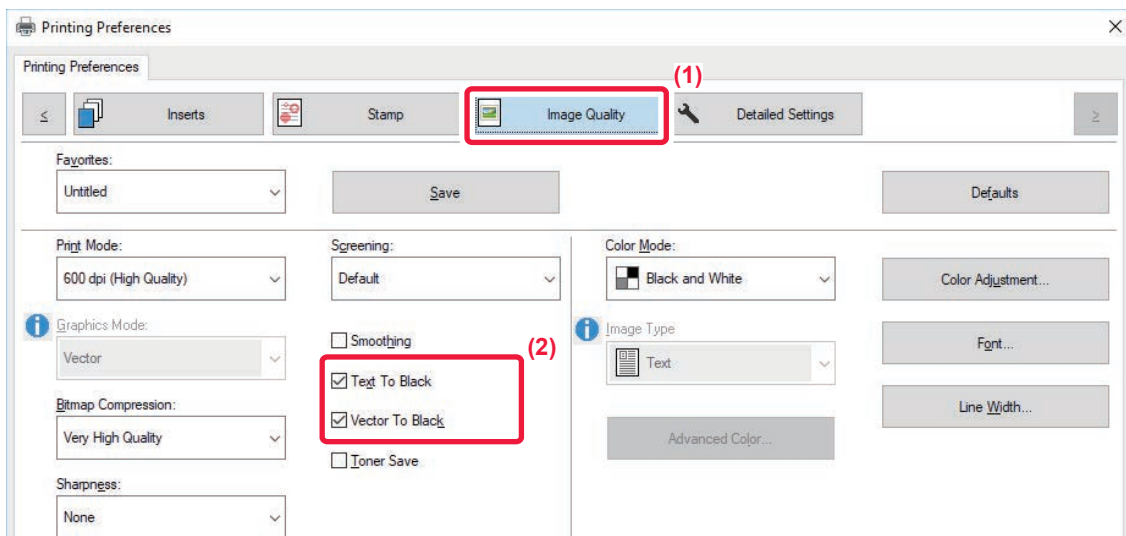 Printing Preferences
Printing Preferences
(1)
≤ Inserts Stamp Image Quality Detailed Settings ≥
Favorites:
Untitled Save Defaults
Print Mode: Screening: Color Mode:
600 dpi (High Quality) Default Black and White Color Adjustment...
Graphics Mode: Smoothing (2) Image Type Font...
Vector Text To Black Text
Bitmap Compression: Vector To Black Line Width...
Very High Quality Toner Save Advanced Color...
Sharpness:
None